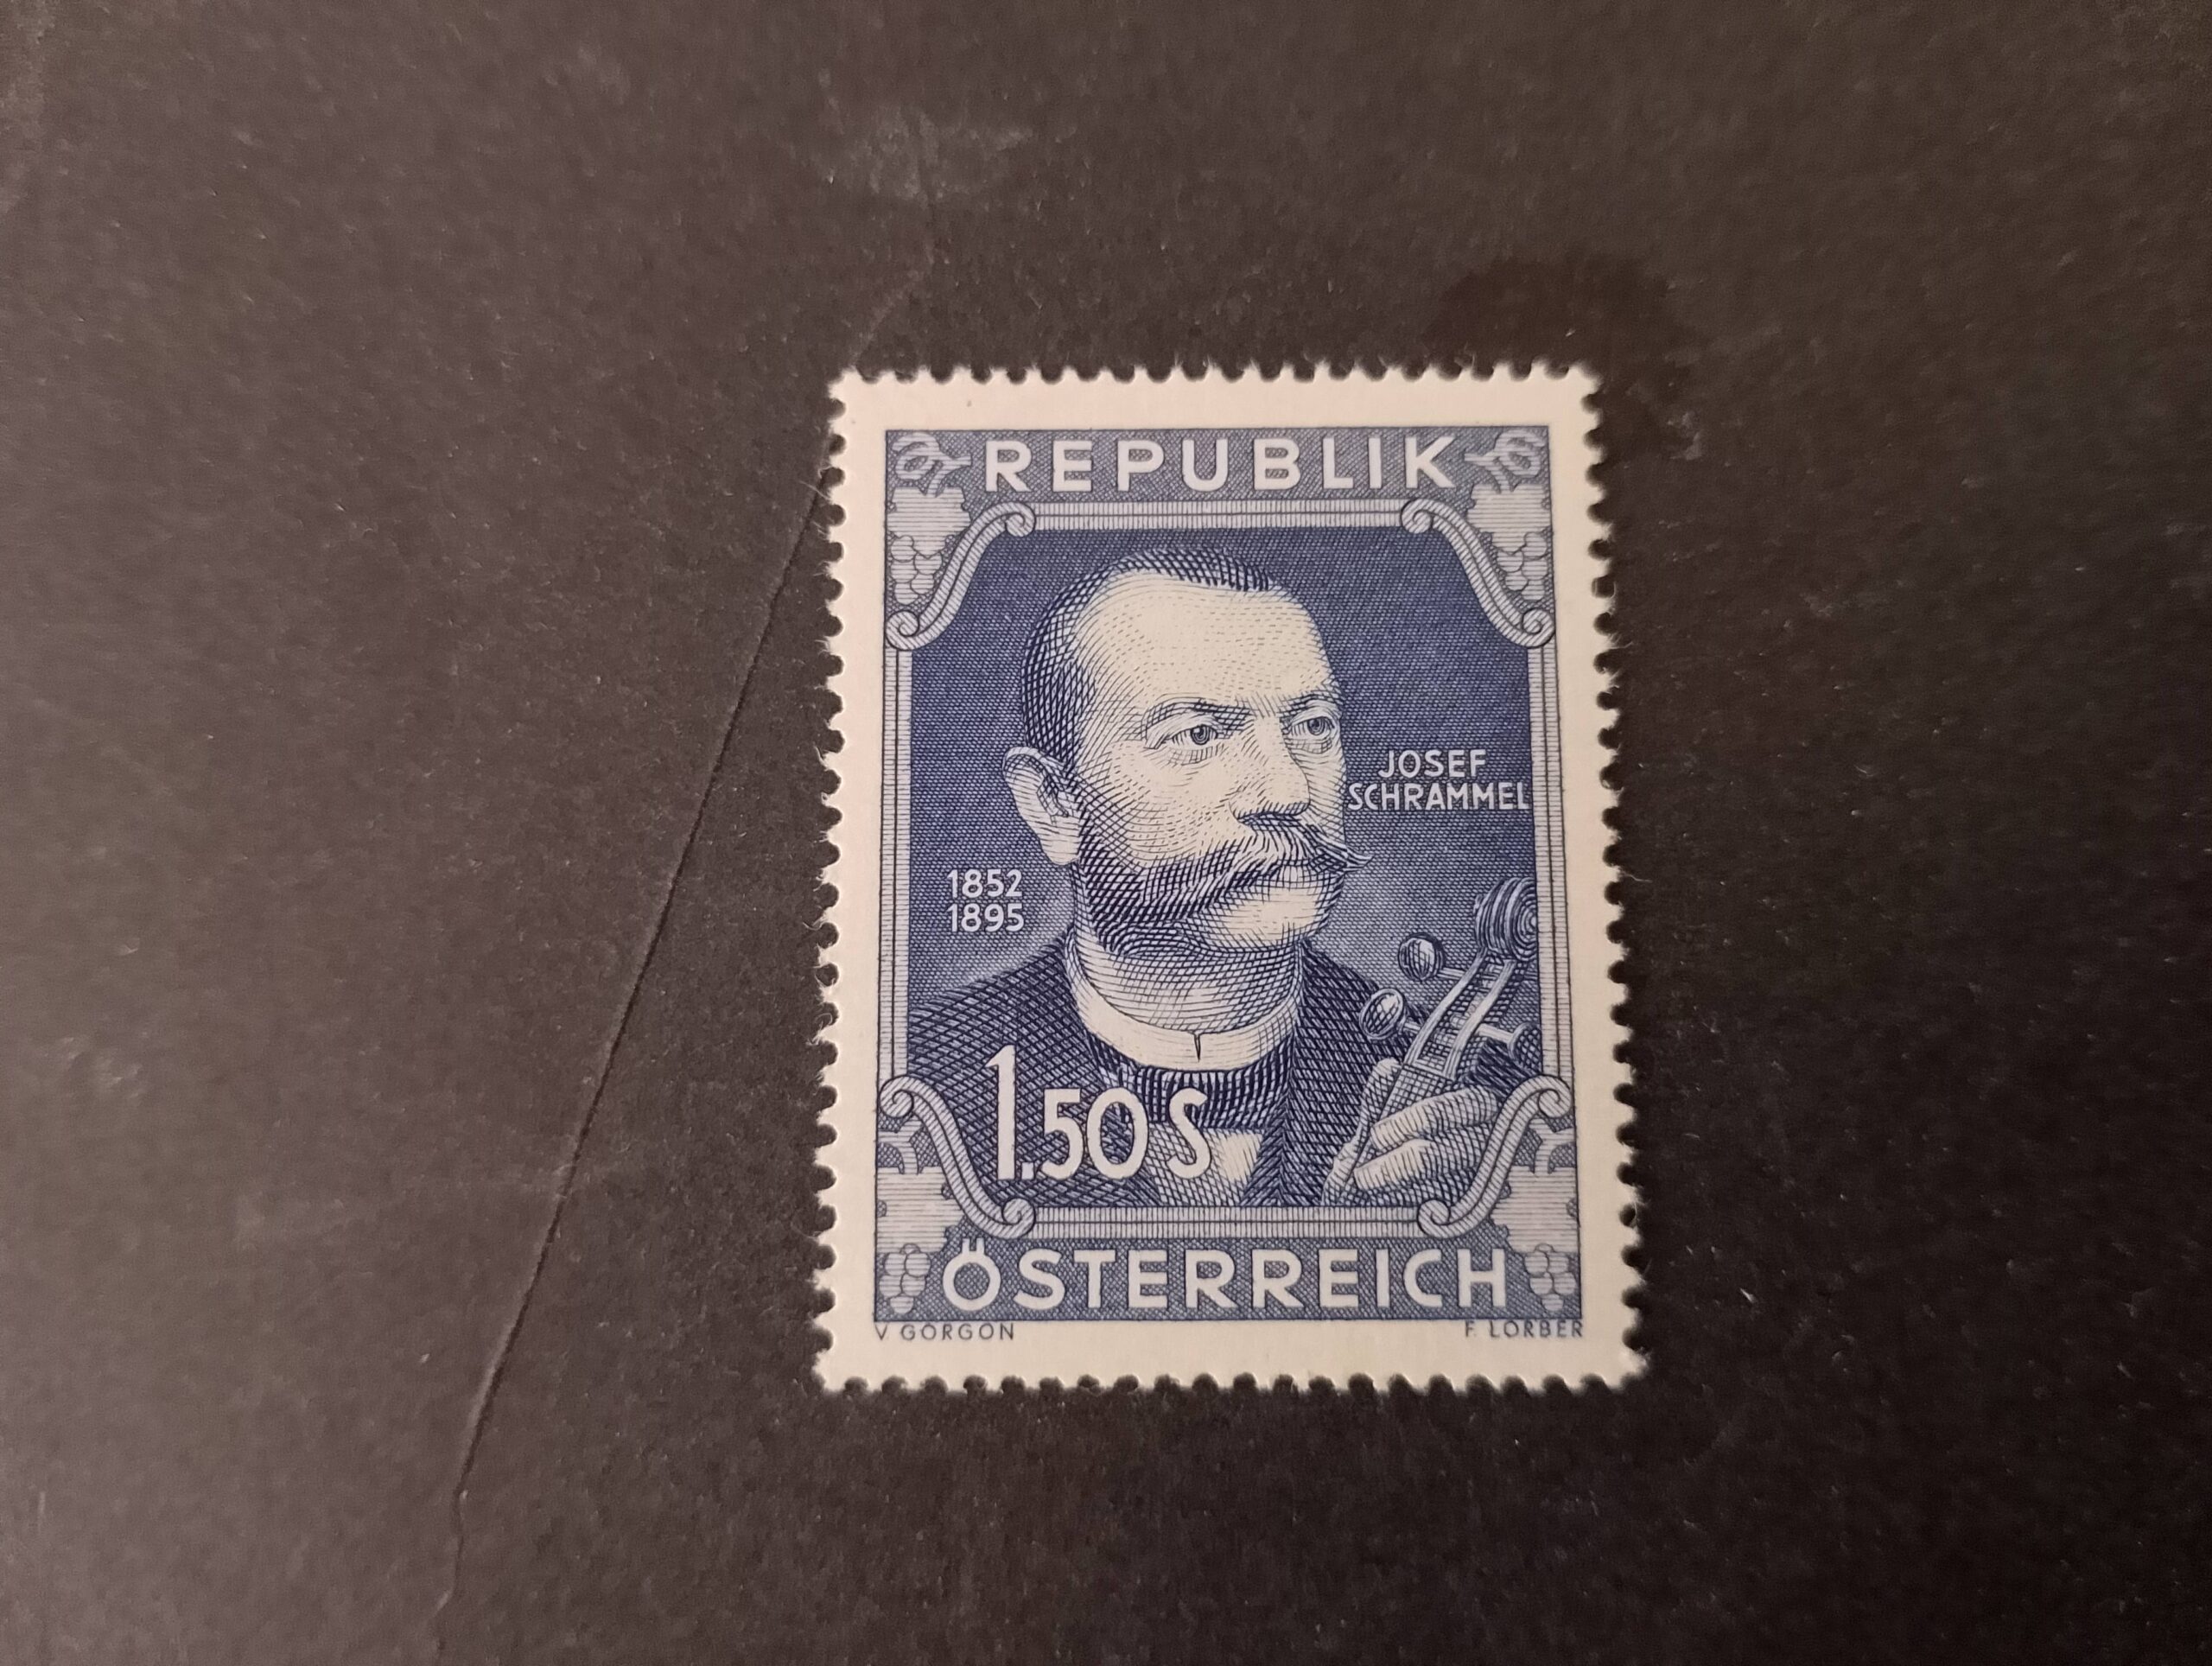 REPUBLIK
JOSEF
SCHRAMMEL
1852
1895
1.50 S
ÖSTERREICH
V GORGON
F. LORBER